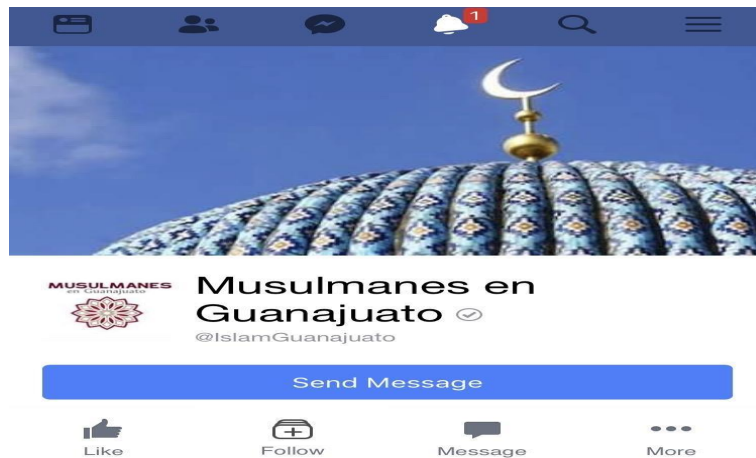 1
MUSULMANES
en Guanajuato
Musulmanes en
Guanajuato
@IslamGuanajuato
Send Message
Like Follow Message More